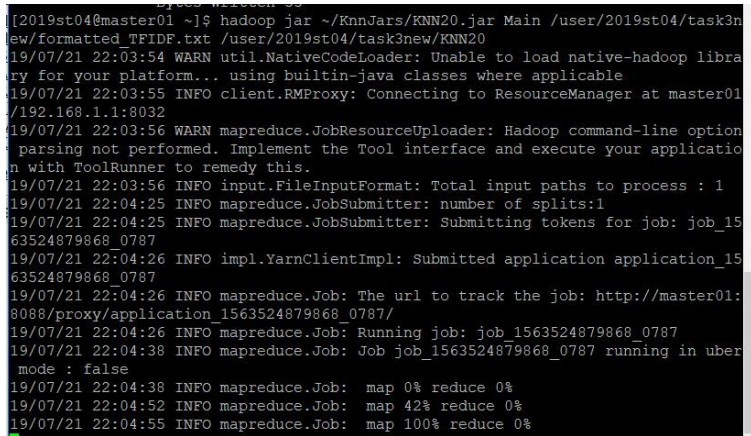 Bytes Written=95
[2019st04@master01 ~]$ hadoop jar ~/KnnJars/KNN20.jar Main /user/2019st04/task3n
ew/formatted_TFIDF.txt /user/2019st04/task3new/KNN20
19/07/21 22:03:54 WARN util.NativeCodeLoader: Unable to load native-hadoop libra
ry for your platform... using builtin-java classes where applicable
19/07/21 22:03:55 INFO client.RMProxy: Connecting to ResourceManager at master01
/192.168.1.1:8032
19/07/21 22:03:56 WARN mapreduce.JobResourceUploader: Hadoop command-line option
 parsing not performed. Implement the Tool interface and execute your applicatio
n with ToolRunner to remedy this.
19/07/21 22:03:56 INFO input.FileInputFormat: Total input paths to process : 1
19/07/21 22:04:25 INFO mapreduce.JobSubmitter: number of splits:1
19/07/21 22:04:25 INFO mapreduce.JobSubmitter: Submitting tokens for job: job_15
63524879868_0787
19/07/21 22:04:26 INFO impl.YarnClientImpl: Submitted application application_15
63524879868_0787
19/07/21 22:04:26 INFO mapreduce.Job: The url to track the job: http://master01:
8088/proxy/application_1563524879868_0787/
19/07/21 22:04:26 INFO mapreduce.Job: Running job: job_1563524879868_0787
19/07/21 22:04:38 INFO mapreduce.Job: Job job_1563524879868_0787 running in uber
 mode : false
19/07/21 22:04:38 INFO mapreduce.Job:  map 0% reduce 0%
19/07/21 22:04:52 INFO mapreduce.Job:  map 42% reduce 0%
19/07/21 22:04:55 INFO mapreduce.Job:  map 100% reduce 0%